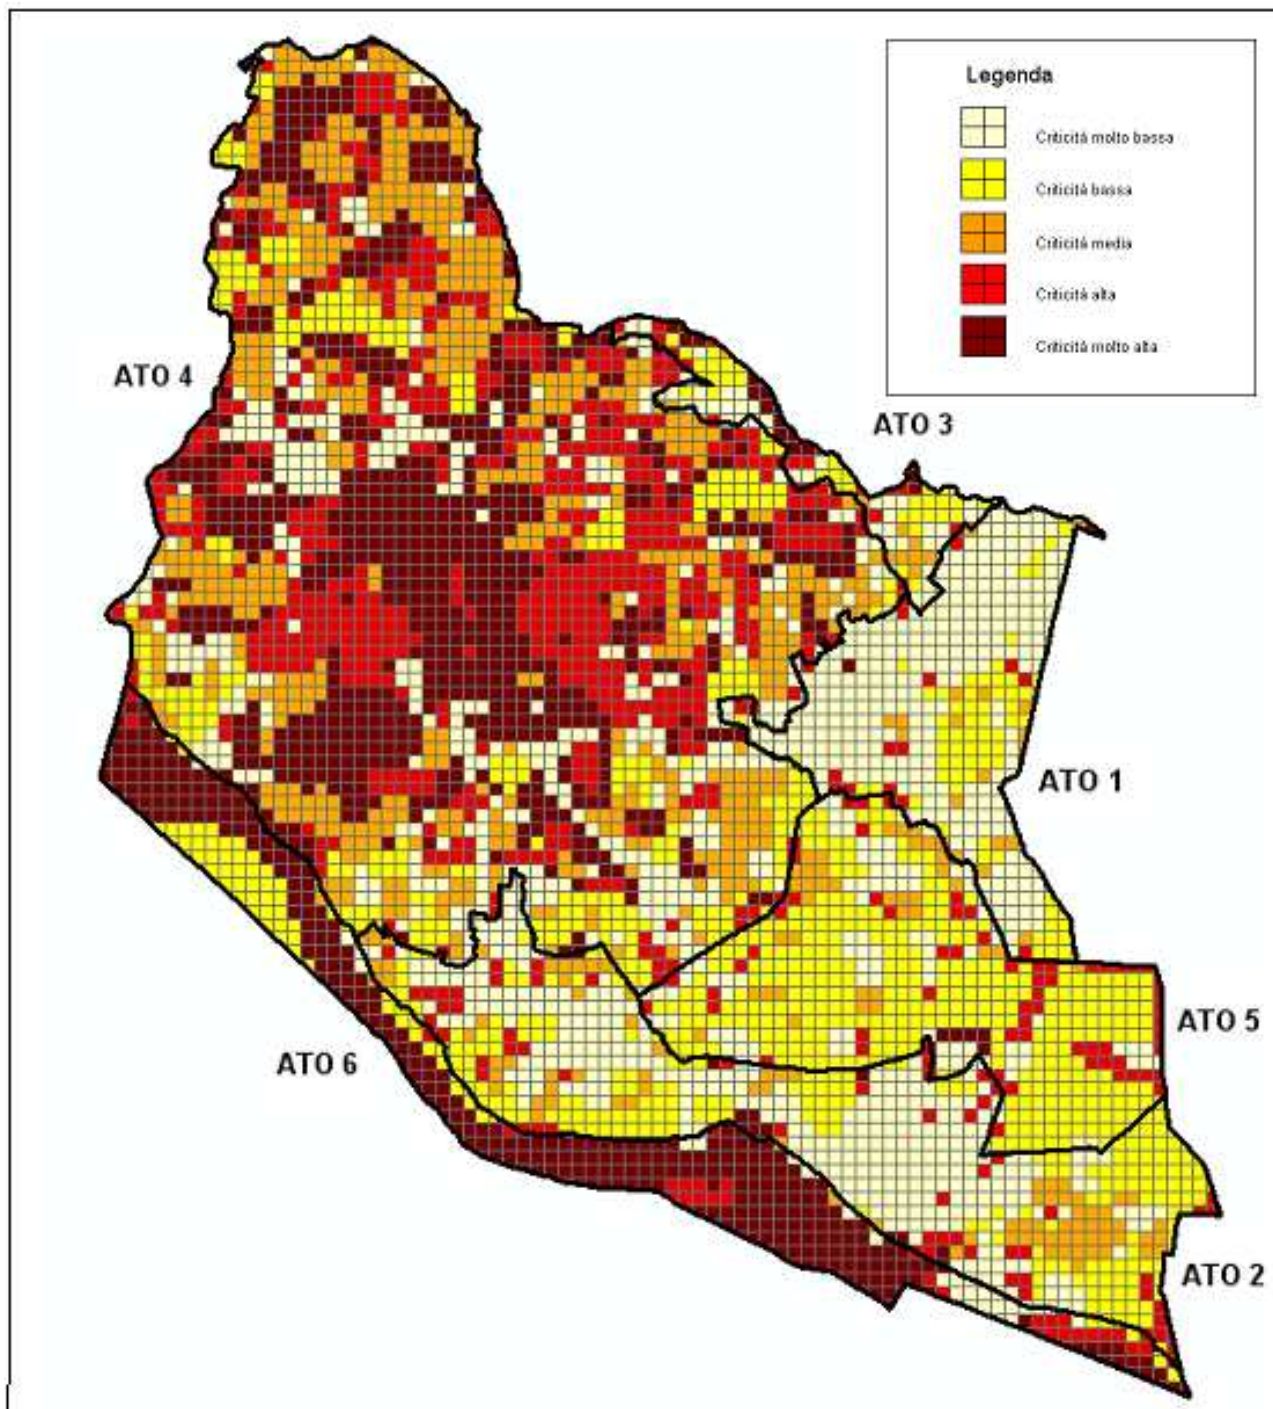 Legenda
Criticità molto bassa
Criticità bassa
Criticità media
Criticità alta
Criticità molto alta
ATO 4
ATO 3
ATO 1
ATO 5
ATO 6
ATO 2